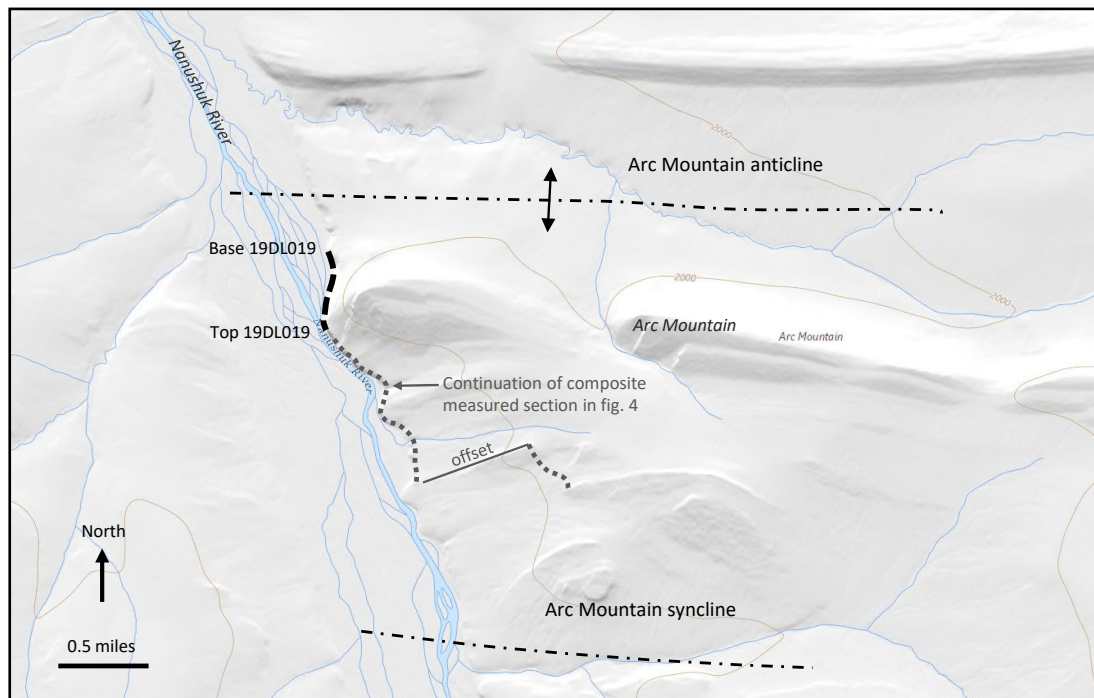 Nanushuk River
2000
Arc Mountain anticline
Base 19DL019
2000
2000
Top 19DL019
Nanushuk River
Arc Mountain
Arc Mountain
Continuation of composite
measured section in fig. 4
offset
North
Arc Mountain syncline
0.5 miles